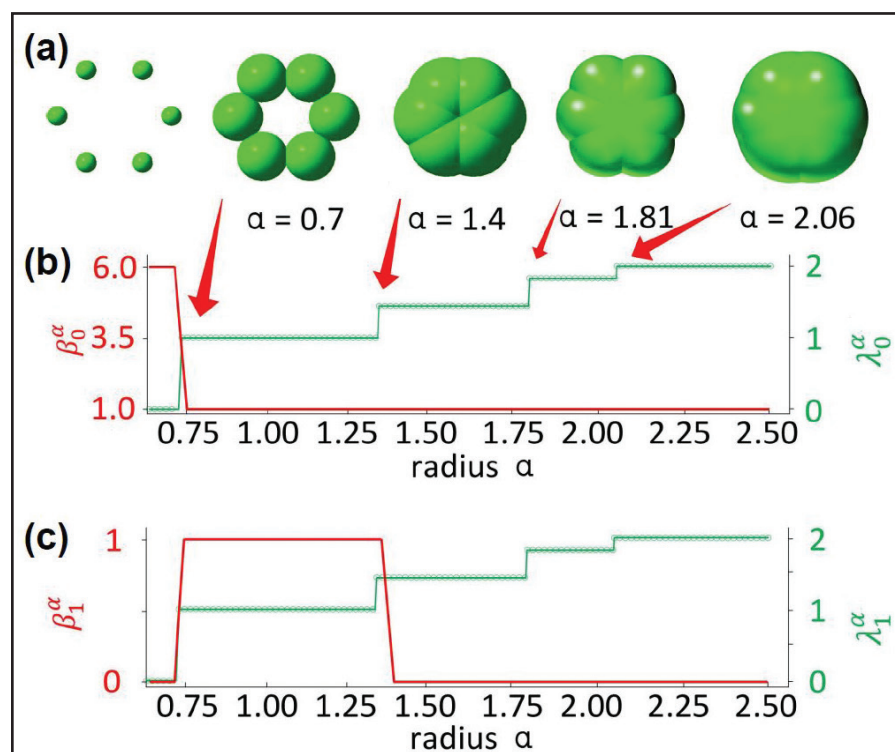 (a)
α = 0.7 α = 1.4 α = 1.81 α = 2.06
(b)
6.0
3.5
1.0
β₀^α
2
1
0
λ₀^α
0.75 1.00 1.25 1.50 1.75 2.00 2.25 2.50
radius α
(c)
1
0
β₁^α
2
1
0
λ₁^α
0.75 1.00 1.25 1.50 1.75 2.00 2.25 2.50
radius α